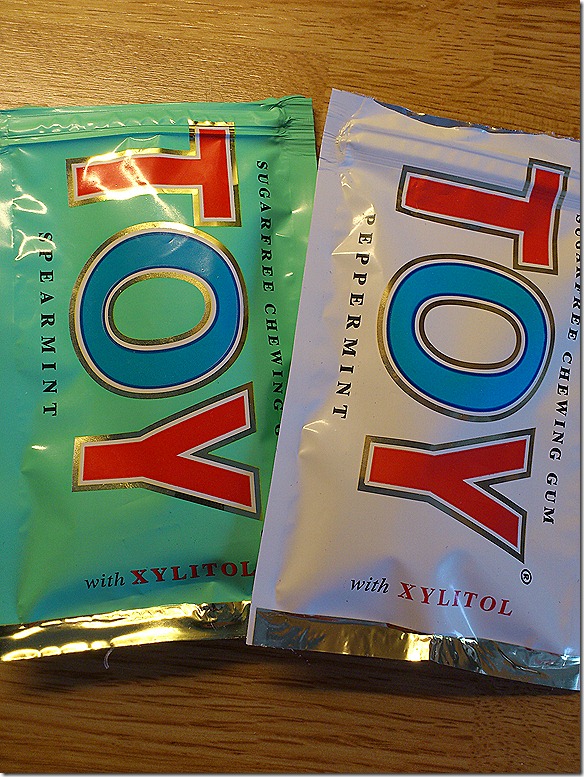 TOY
SUGARFREE CHEWING G
SPEARMINT
with XYLITOL
TOY®
SUGARFREE CHEWING GUM
PEPPERMINT
with XYLITOL